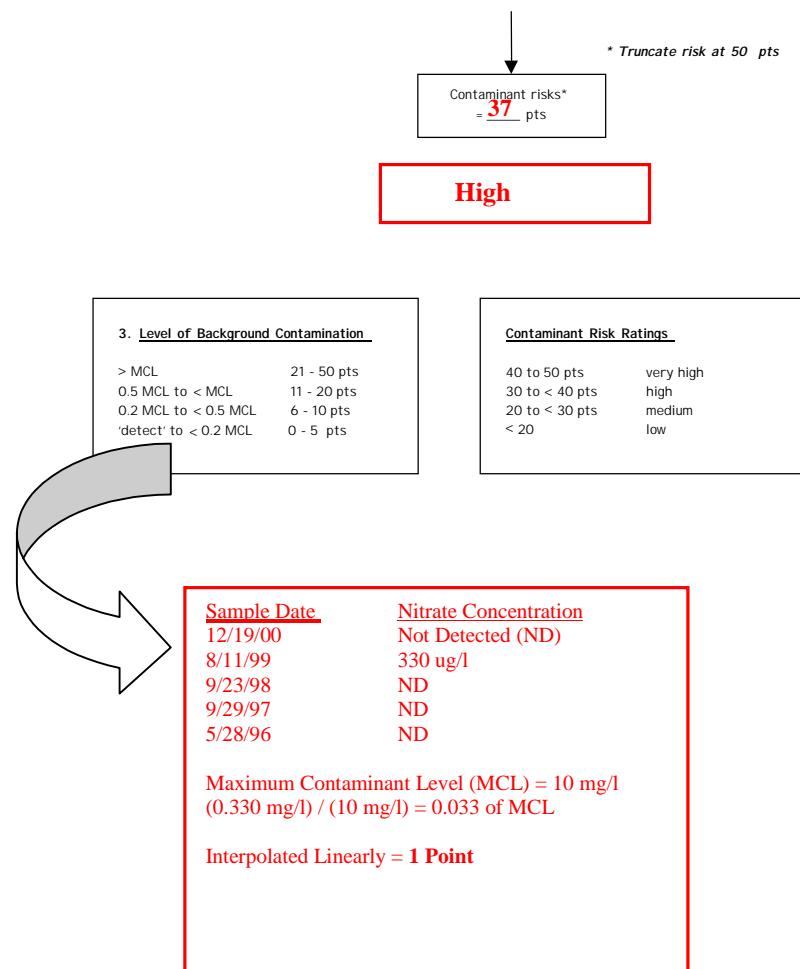 * Truncate risk at 50 pts
Contaminant risks*
= 37 pts
High
3. Level of Background Contamination
> MCL 21 - 50 pts
0.5 MCL to < MCL 11 - 20 pts
0.2 MCL to < 0.5 MCL 6 - 10 pts
'detect' to < 0.2 MCL 0 - 5 pts
Contaminant Risk Ratings
40 to 50 pts very high
30 to < 40 pts high
20 to < 30 pts medium
< 20 low
Sample Date Nitrate Concentration
12/19/00 Not Detected (ND)
8/11/99 330 ug/l
9/23/98 ND
9/29/97 ND
5/28/96 ND
Maximum Contaminant Level (MCL) = 10 mg/l
(0.330 mg/l) / (10 mg/l) = 0.033 of MCL
Interpolated Linearly = 1 Point